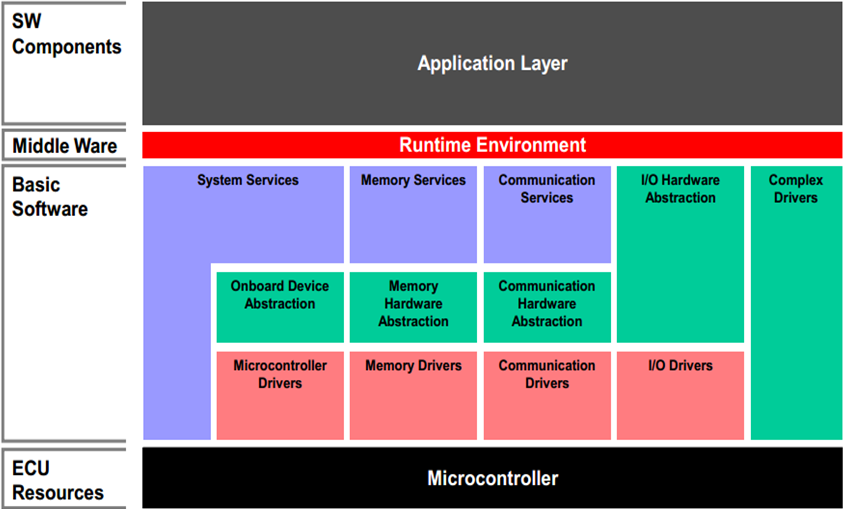 SW
Components
Application Layer
Middle Ware
Runtime Environment
Basic
Software
System Services
Memory Services
Communication
Services
I/O Hardware
Abstraction
Complex
Drivers
Onboard Device
Abstraction
Memory
Hardware
Abstraction
Communication
Hardware
Abstraction
Microcontroller
Drivers
Memory Drivers
Communication
Drivers
I/O Drivers
ECU
Resources
Microcontroller